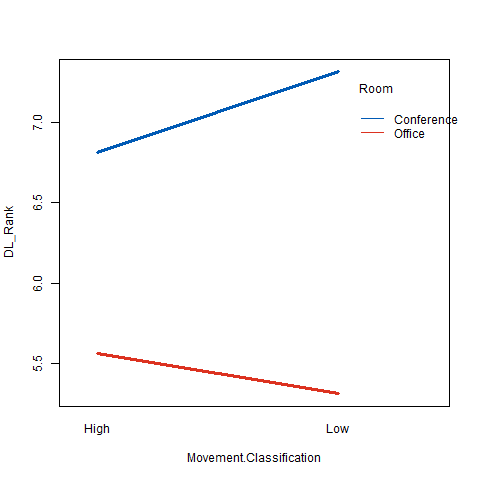 Room
Conference
Office
DL_Rank
7.0
6.5
6.0
5.5
High
Low
Movement.Classification